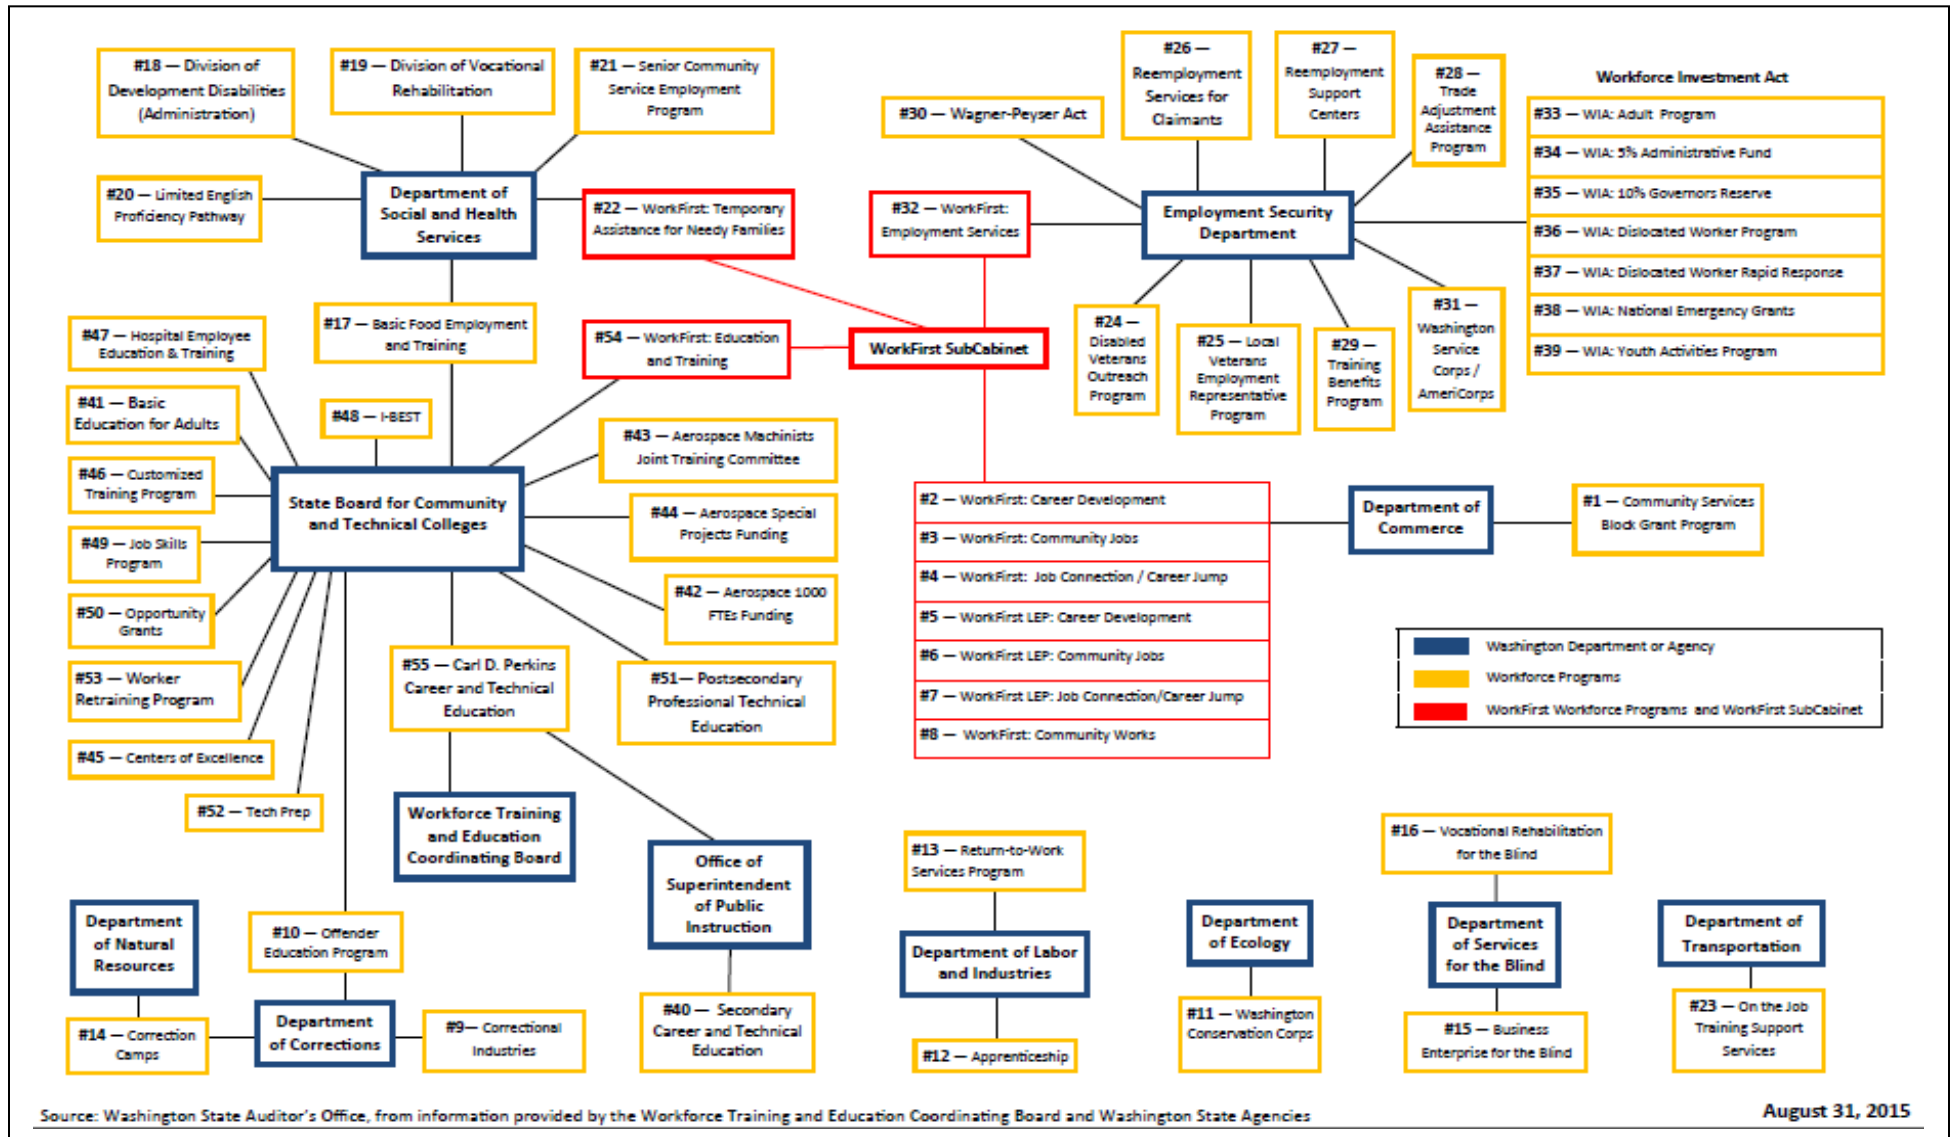 #18 — Division of
Development Disabilities
(Administration)
#19 — Division of Vocational
Rehabilitation
#21 — Senior Community
Service Employment
Program
#20 — Limited English
Proficiency Pathway
Department of
Social and Health
Services
#22 — WorkFirst: Temporary
Assistance for Needy Families
#30 — Wagner-Peyser Act
#26 —
Reemployment
Services for
Claimants
#27 —
Reemployment
Support
Centers
#28 —
Trade
Adjustment
Assistance
Program
Workforce Investment Act
#33 — WIA: Adult Program
#34 — WIA: 5% Administrative Fund
#35 — WIA: 10% Governors Reserve
#36 — WIA: Dislocated Worker Program
#37 — WIA: Dislocated Worker Rapid Response
#38 — WIA: National Emergency Grants
#39 — WIA: Youth Activities Program
#32 — WorkFirst:
Employment Services
Employment Security
Department
#24 —
Disabled
Veterans
Outreach
Program
#25 — Local
Veterans
Employment
Representative
Program
#29 —
Training
Benefits
Program
#31 —
Washington
Service
Corps /
AmeriCorps
#47 — Hospital Employee
Education & Training
#17 — Basic Food Employment
and Training
#54 — WorkFirst: Education
and Training
WorkFirst SubCabinet
#41 — Basic
Education for Adults
#48 — I-BEST
#43 — Aerospace Machinists
Joint Training Committee
#46 — Customized
Training Program
State Board for Community
and Technical Colleges
#44 — Aerospace Special
Projects Funding
#49 — Job Skills
Program
#42 — Aerospace 1000
FTEs Funding
#50 — Opportunity
Grants
#53 — Worker
Retraining Program
#55 — Carl D. Perkins
Career and Technical
Education
#51— Postsecondary
Professional Technical
Education
#45 — Centers of Excellence
#52 — Tech Prep
#2 — WorkFirst: Career Development
#3 — WorkFirst: Community Jobs
#4 — WorkFirst: Job Connection / Career Jump
#5 — WorkFirst LEP: Career Development
#6 — WorkFirst LEP: Community Jobs
#7 — WorkFirst LEP: Job Connection/Career Jump
#8 — WorkFirst: Community Works
Department of
Commerce
#1 — Community Services
Block Grant Program
Washington Department or Agency
Workforce Programs
WorkFirst Workforce Programs and WorkFirst SubCabinet
Workforce Training
and Education
Coordinating Board
Office of
Superintendent
of Public
Instruction
#40 — Secondary
Career and Technical
Education
Department
of Natural
Resources
#10 — Offender
Education Program
#14 — Correction
Camps
Department
of Corrections
#9— Correctional
Industries
#13 — Return-to-Work
Services Program
Department of Labor
and Industries
#12 — Apprenticeship
Department
of Ecology
#11 — Washington
Conservation Corps
#16 — Vocational Rehabilitation
for the Blind
Department
of Services
for the Blind
#15 — Business
Enterprise for the Blind
Department of
Transportation
#23 — On the Job
Training Support
Services
Source: Washington State Auditor's Office, from information provided by the Workforce Training and Education Coordinating Board and Washington State Agencies
August 31, 2015